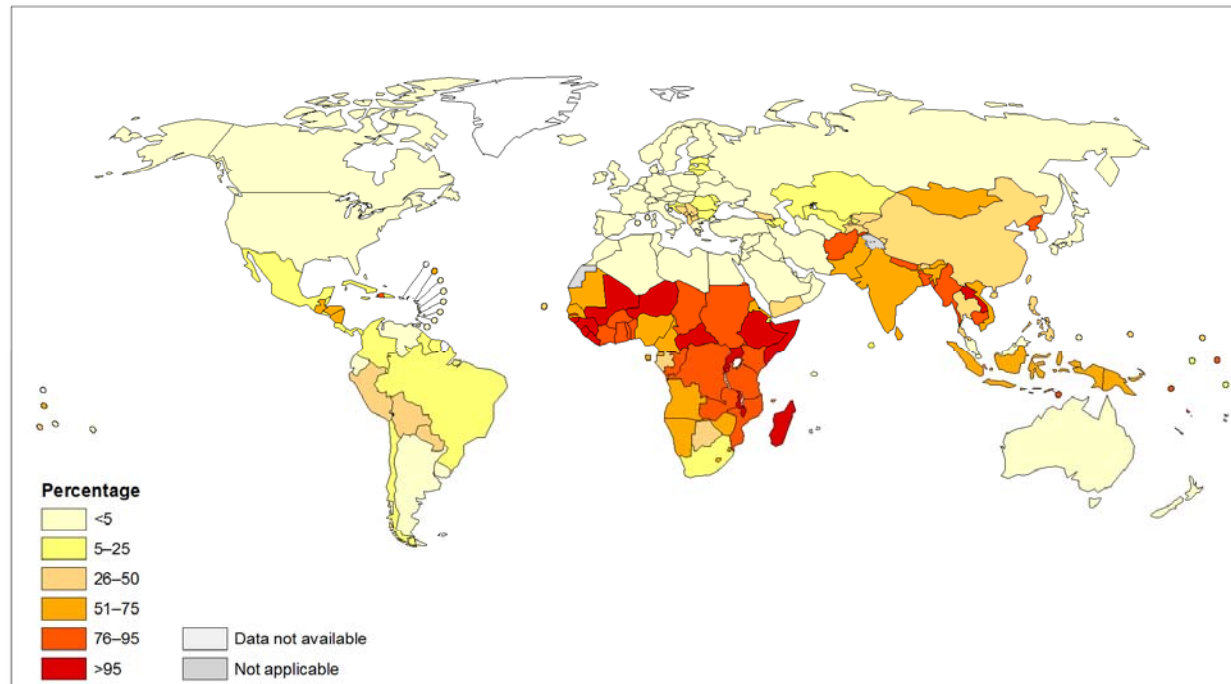 Percentage
<5
5–25
26–50
51–75
76–95
>95
Data not available
Not applicable